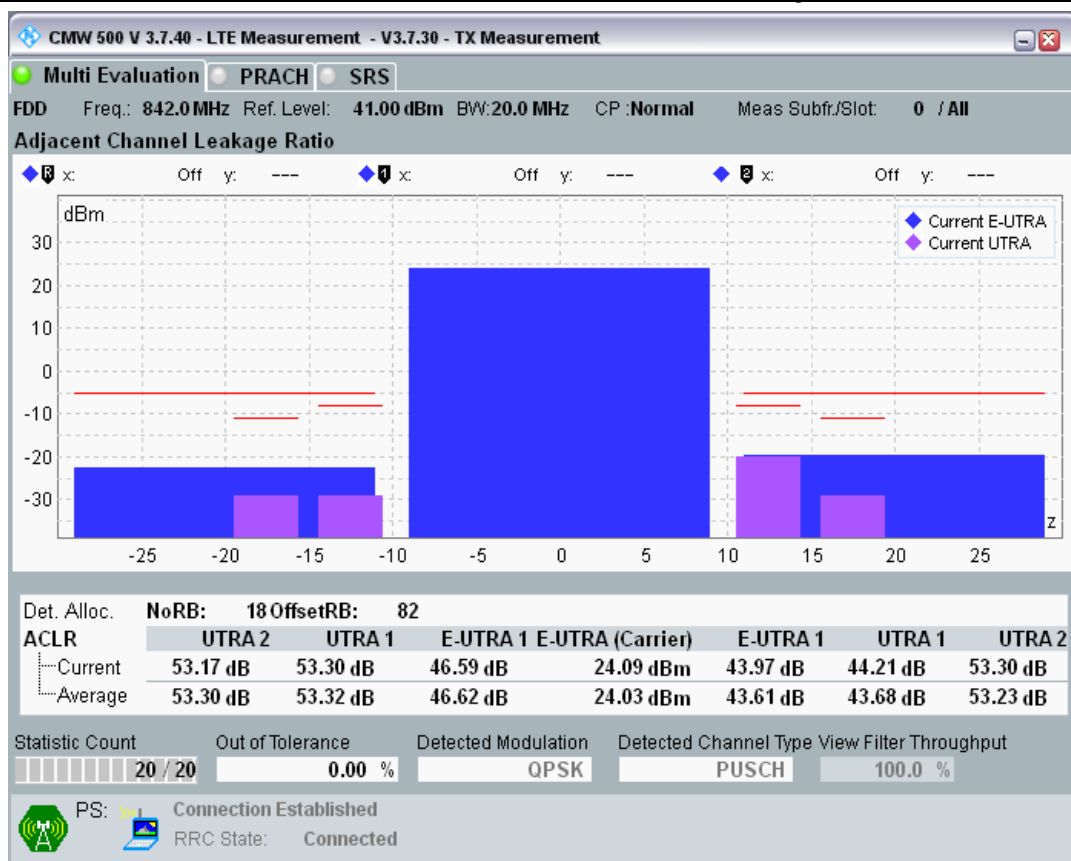 CMW 500 V 3.7.40 - LTE Measurement - V3.7.30 - TX Measurement
Multi Evaluation PRACH SRS
FDD Freq.: 842.0 MHz Ref. Level: 41.00 dBm BW:20.0 MHz CP :Normal Meas Subfr./Slot: 0 / All
Adjacent Channel Leakage Ratio
R x: Off y: --- 1 x: Off y: --- 2 x: Off y: ---
dBm
Current E-UTRA
Current UTRA
30
20
10
0
-10
-20
-30
z
-25 -20 -15 -10 -5 0 5 10 15 20 25
Det. Alloc. NoRB: 18 OffsetRB: 82
ACLR UTRA 2 UTRA 1 E-UTRA 1 E-UTRA (Carrier) E-UTRA 1 UTRA 1 UTRA 2
Current 53.17 dB 53.30 dB 46.59 dB 24.09 dBm 43.97 dB 44.21 dB 53.30 dB
Average 53.30 dB 53.32 dB 46.62 dB 24.03 dBm 43.61 dB 43.68 dB 53.23 dB
Statistic Count Out of Tolerance Detected Modulation Detected Channel Type View Filter Throughput
20 / 20 0.00 % QPSK PUSCH 100.0 %
PS: Connection Established
RRC State: Connected